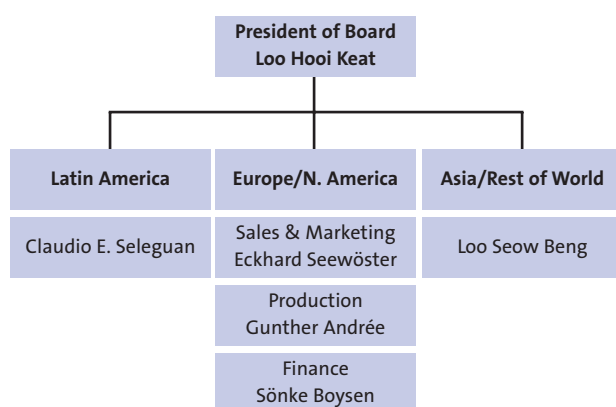 President of Board
Loo Hooi Keat
Latin America
Europe/N. America
Asia/Rest of World
Claudio E. Seleguan
Sales & Marketing
Eckhard Seewöster
Loo Seow Beng
Production
Gunther Andrée
Finance
Sönke Boysen